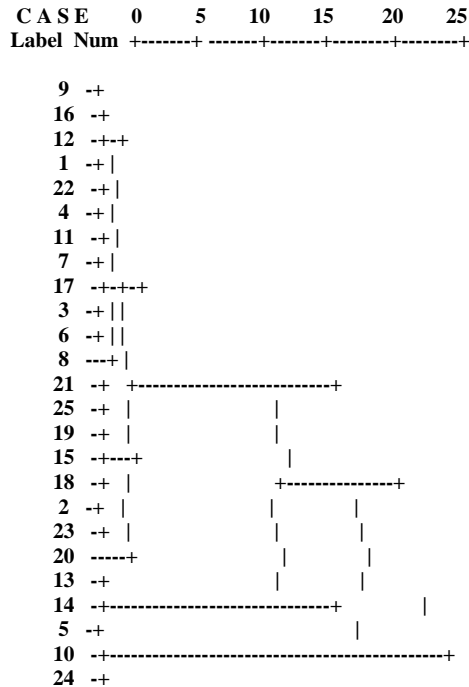 C A S E 0 5 10 15 20 25
Label Num +-------+ -------+-------+-------+--------+
9 -+
16 -+
12 -+-+
1 -+ |
22 -+ |
4 -+ |
11 -+ |
7 -+ |
17 -+-+-+
3 -+ | |
6 -+ | |
8 ---+ |
21 -+ +-----------------------------+
25 -+ | |
19 -+ | |
15 -+---+ |
18 -+ | +----------------+
2 -+ | | |
23 -+ | | |
20 -----+ | |
13 -+ | |
14 -+---------------------------------+ |
5 -+ |
10 -+--------------------------------------------------+
24 -+